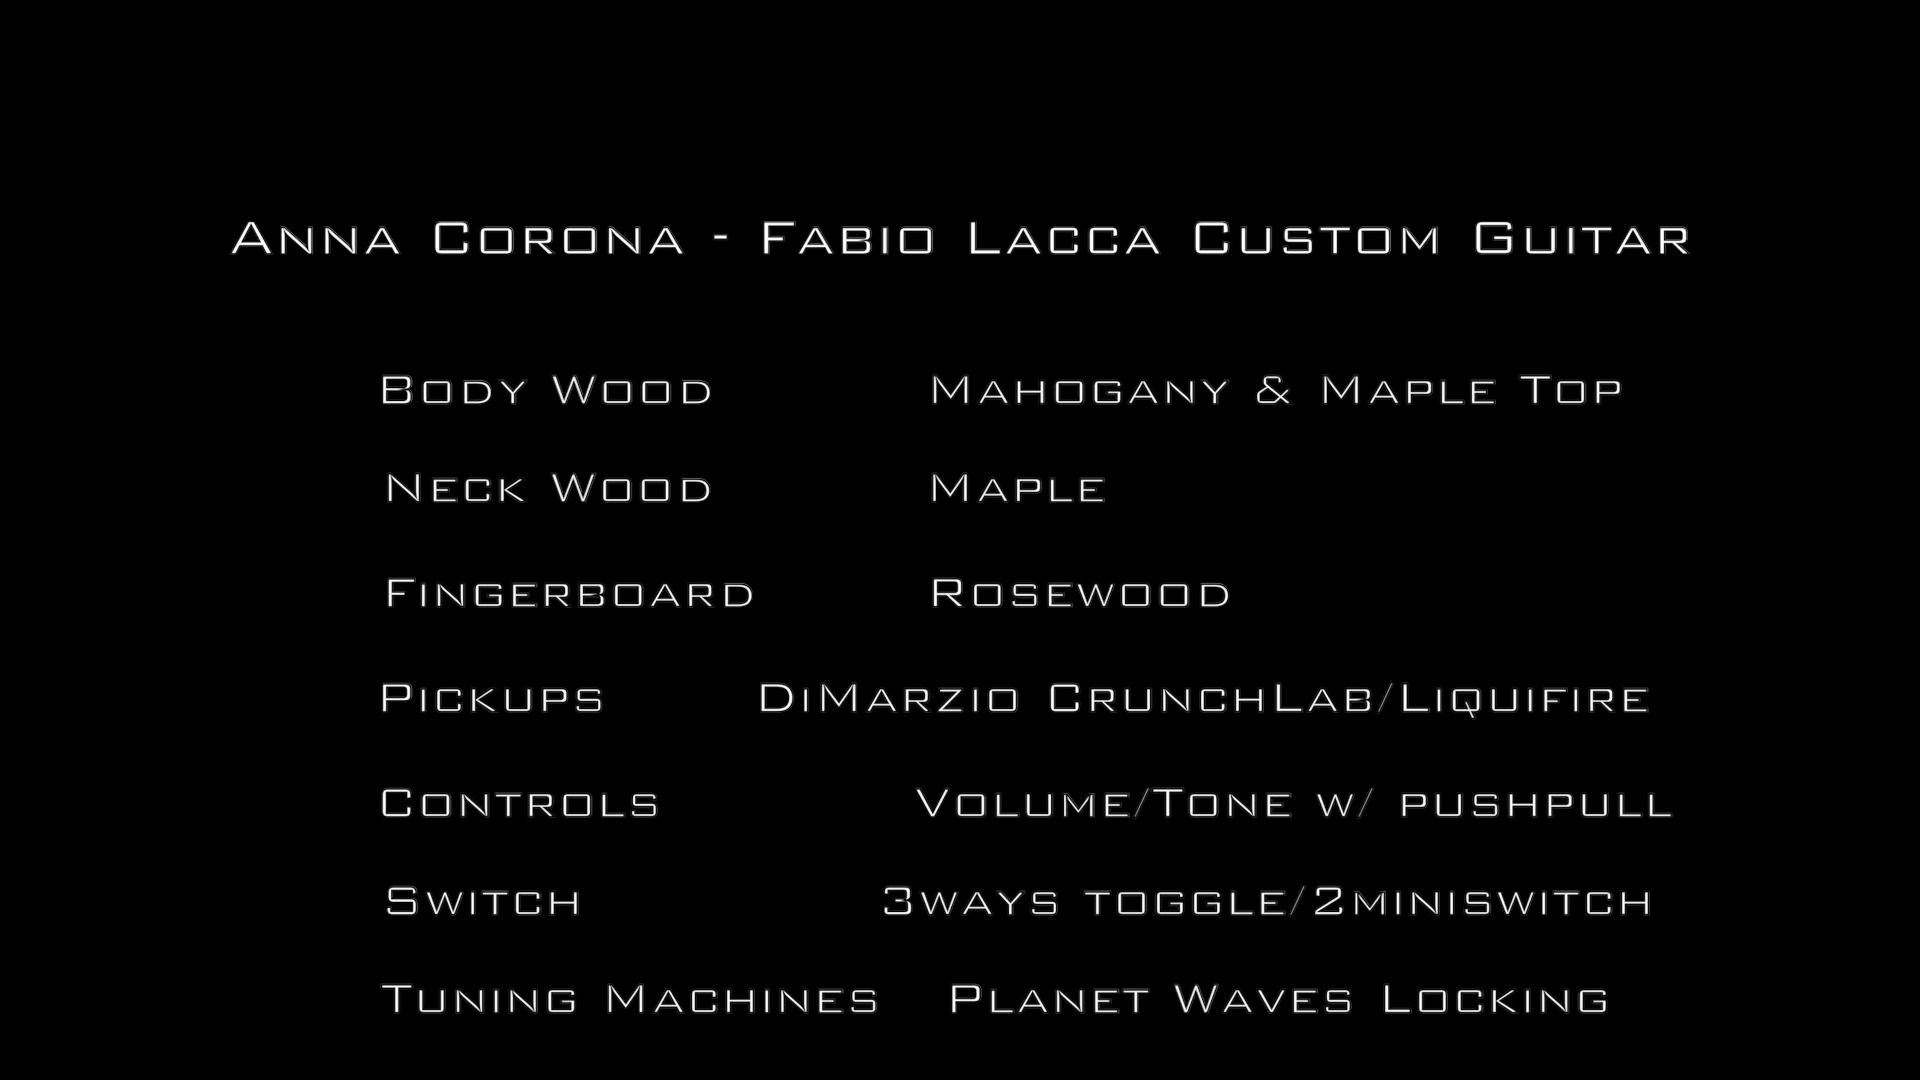 Anna Corona - Fabio Lacca Custom Guitar
Body Wood Mahogany & Maple Top
Neck Wood Maple
Fingerboard Rosewood
Pickups DiMarzio CrunchLab/Liquifire
Controls Volume/Tone w/ pushpull
Switch 3ways toggle/2miniswitch
Tuning Machines Planet Waves Locking